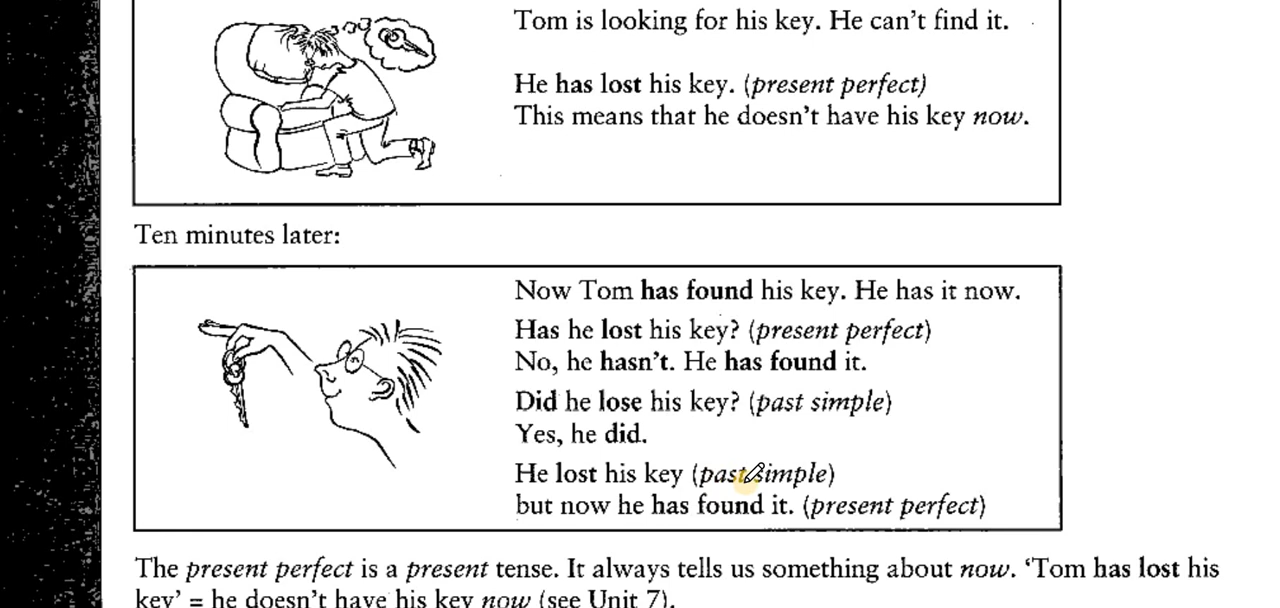 Tom is looking for his key. He can't find it.
He has lost his key. (present perfect)
This means that he doesn't have his key now.
Ten minutes later:
Now Tom has found his key. He has it now.
Has he lost his key? (present perfect)
No, he hasn't. He has found it.
Did he lose his key? (past simple)
Yes, he did.
He lost his key (past simple)
but now he has found it. (present perfect)
The present perfect is a present tense. It always tells us something about now. ‘Tom has lost his
key’ = he doesn't have his key now (see Unit 7).